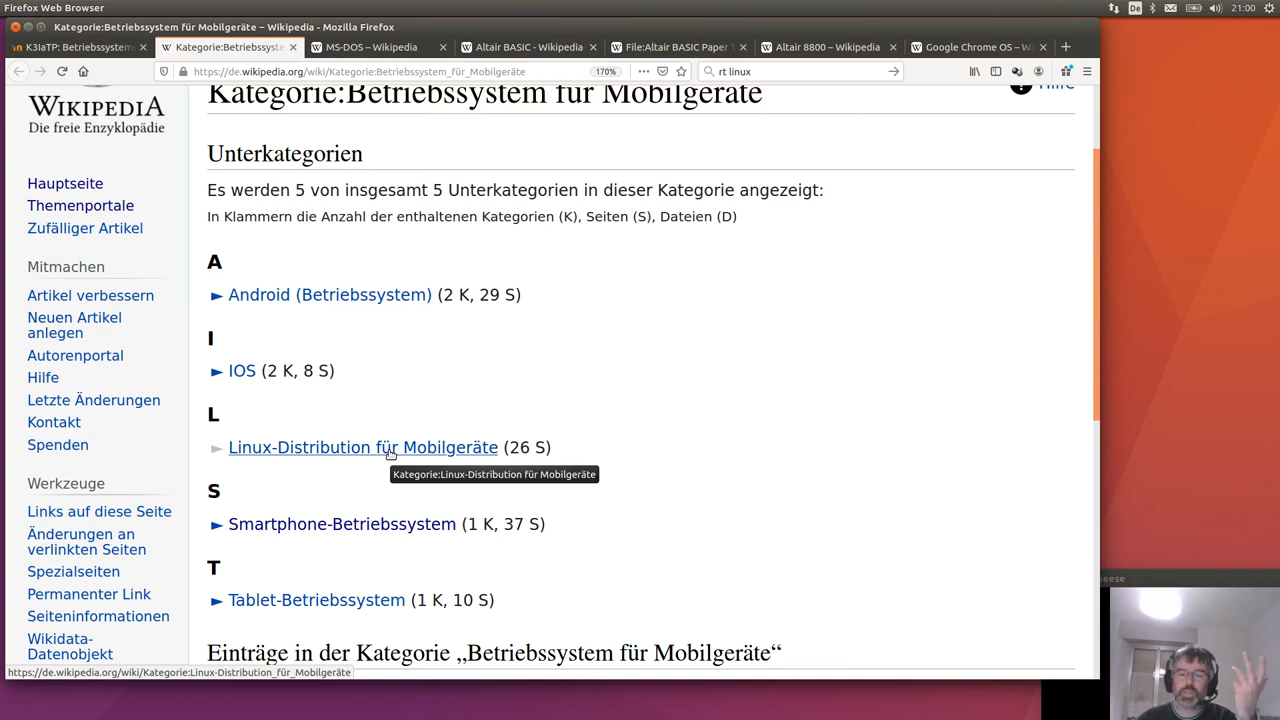 Firefox Web Browser
De
21:00
Kategorie:Betriebssystem für Mobilgeräte – Wikipedia - Mozilla Firefox
K3IaTP: Betriebssystem
Kategorie:Betriebssyste
MS-DOS – Wikipedia
Altair BASIC - Wikipedia
File:Altair BASIC Paper T
Altair 8800 – Wikipedia
Google Chrome OS – Wi
https://de.wikipedia.org/wiki/Kategorie:Betriebssystem_für_Mobilgeräte
170%
rt linux
WIKIPEDIA
Die freie Enzyklopädie
Hauptseite
Themenportale
Zufälliger Artikel
Mitmachen
Artikel verbessern
Neuen Artikel
anlegen
Autorenportal
Hilfe
Letzte Änderungen
Kontakt
Spenden
Werkzeuge
Links auf diese Seite
Änderungen an
verlinkten Seiten
Spezialseiten
Permanenter Link
Seiteninformationen
Wikidata-
Datenobjekt
Kategorie:Betriebssystem für Mobilgeräte
Hilfe
Unterkategorien
Es werden 5 von insgesamt 5 Unterkategorien in dieser Kategorie angezeigt:
In Klammern die Anzahl der enthaltenen Kategorien (K), Seiten (S), Dateien (D)
A
► Android (Betriebssystem) (2 K, 29 S)
I
► IOS (2 K, 8 S)
L
► Linux-Distribution für Mobilgeräte (26 S)
Kategorie:Linux-Distribution für Mobilgeräte
S
► Smartphone-Betriebssystem (1 K, 37 S)
T
► Tablet-Betriebssystem (1 K, 10 S)
Einträge in der Kategorie „Betriebssystem für Mobilgeräte“
https://de.wikipedia.org/wiki/Kategorie:Linux-Distribution_für_Mobilgeräte
heese